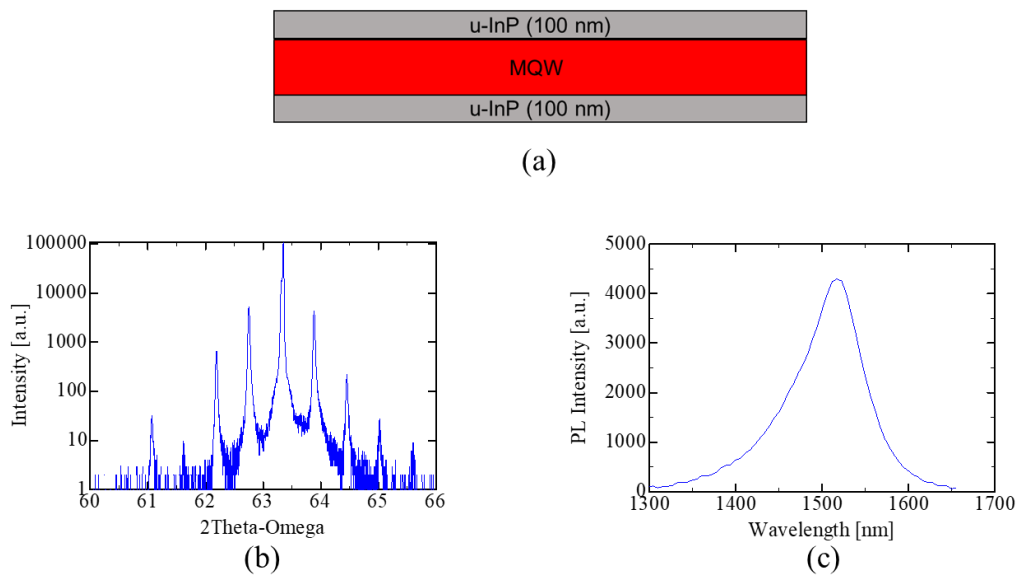 u-InP (100 nm)
MQW
u-InP (100 nm)
(a)
100000
10000
1000
100
10
1
Intensity [a.u.]
60 61 62 63 64 65 66
2Theta-Omega
(b)
5000
4000
3000
2000
1000
0
PL Intensity [a.u.]
1300 1400 1500 1600 1700
Wavelength [nm]
(c)